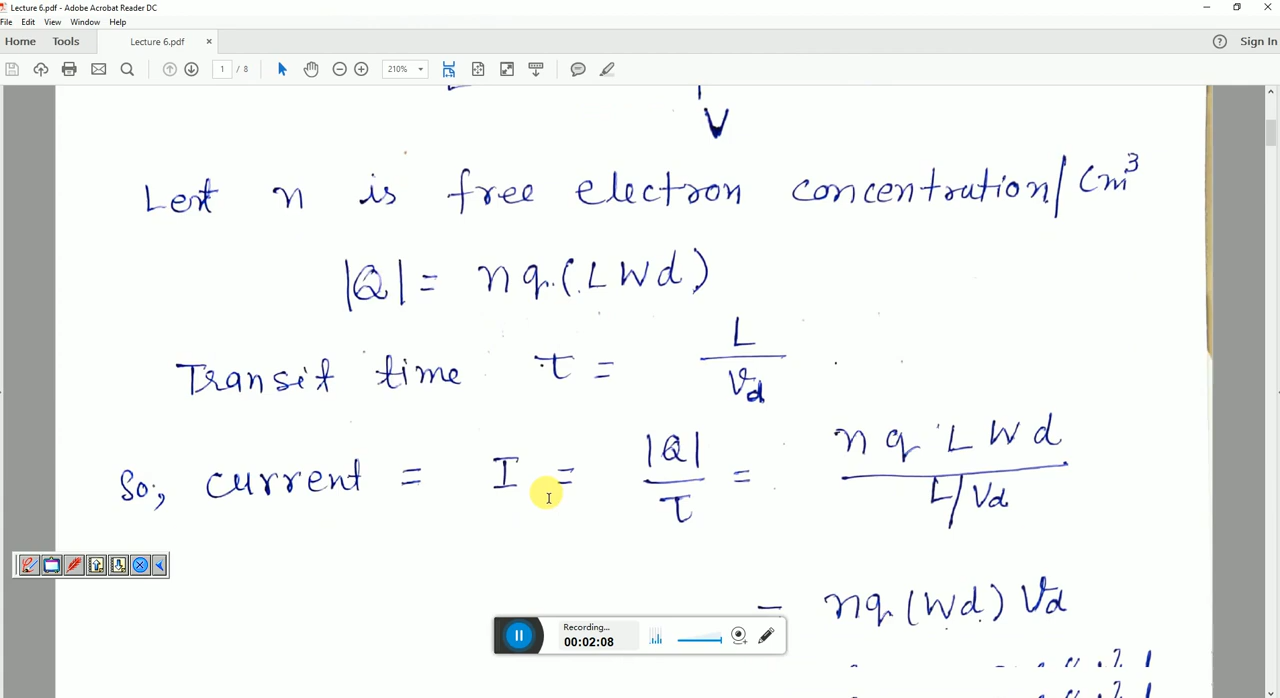 Lecture 6.pdf - Adobe Acrobat Reader DC
File Edit View Window Help
Home Tools Lecture 6.pdf × Sign In
1 / 8 210%
V
Lert n is free electron concentration/cm³
|Q| = nq.(LWd)
Transit time τ = L/Vd
So;, current = I = |Q|/τ = nq LWd / L/Vd
= nq.(Wd) Vd
Recording...
00:02:08